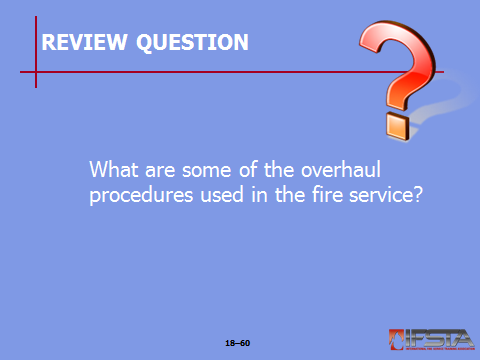 REVIEW QUESTION
What are some of the overhaul
procedures used in the fire service?
18–60
IFSTA